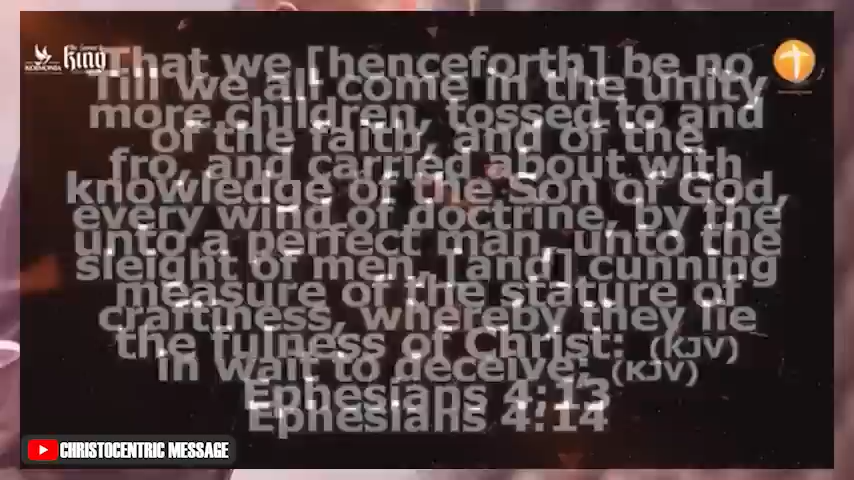 KOINONIA
king
That we [henceforth] be no
Till we all come in the unity
more children, tossed to and
of the faith, and of the
fro, and carried about with
knowledge of the Son of God,
every wind of doctrine, by the
unto a perfect man, unto the
sleight of men, [and] cunning
measure of the stature of
craftiness, whereby they lie
the fulness of Christ: (KJV)
in wait to deceive; (KJV)
Ephesians 4:13
Ephesians 4:14
CHRISTOCENTRIC MESSAGE